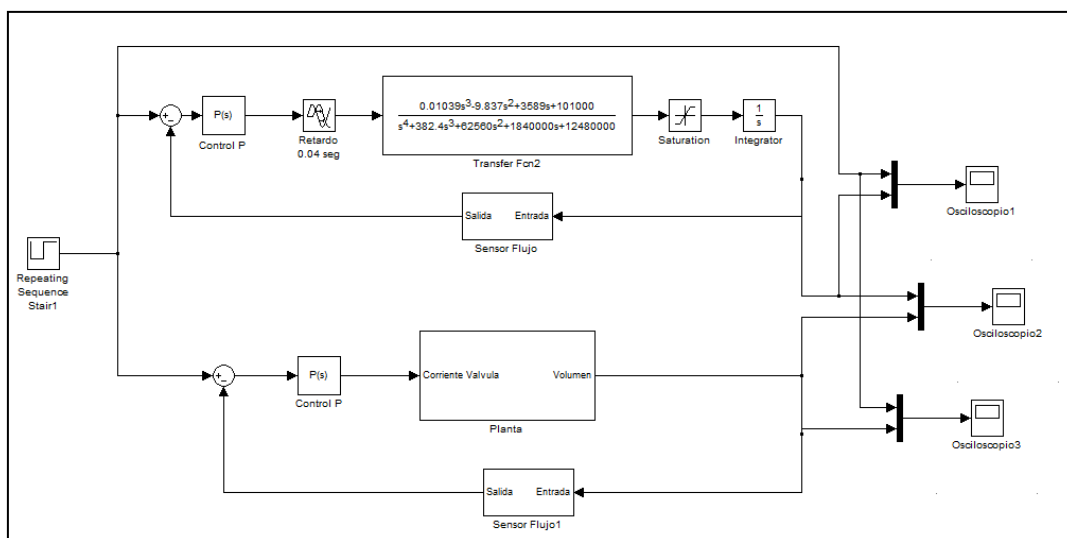 0.01039s³-9.837s²+3589s+101000
s⁴+382.4s³+62560s²+1840000s+12480000
P(s)
1
s
Control P
Retardo
0.04 seg
Transfer Fcn2
Saturation
Integrator
Osciloscopio1
Salida
Entrada
Sensor Flujo
Repeating
Sequence
Stair1
Osciloscopio2
P(s)
Control P
Corriente Valvula
Volumen
Planta
Osciloscopio3
Salida
Entrada
Sensor Flujo1